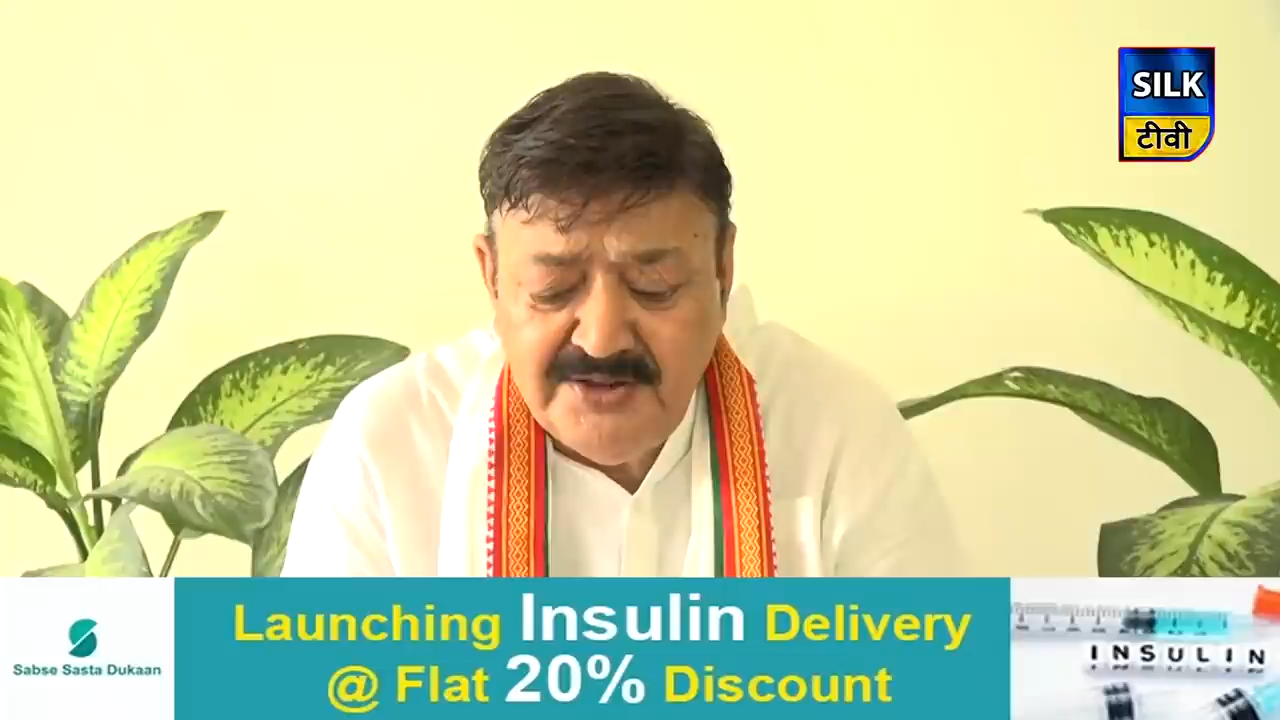 SILK
टीवी
Launching Insulin Delivery
@ Flat 20% Discount
Sabse Sasta Dukaan
INSULIN